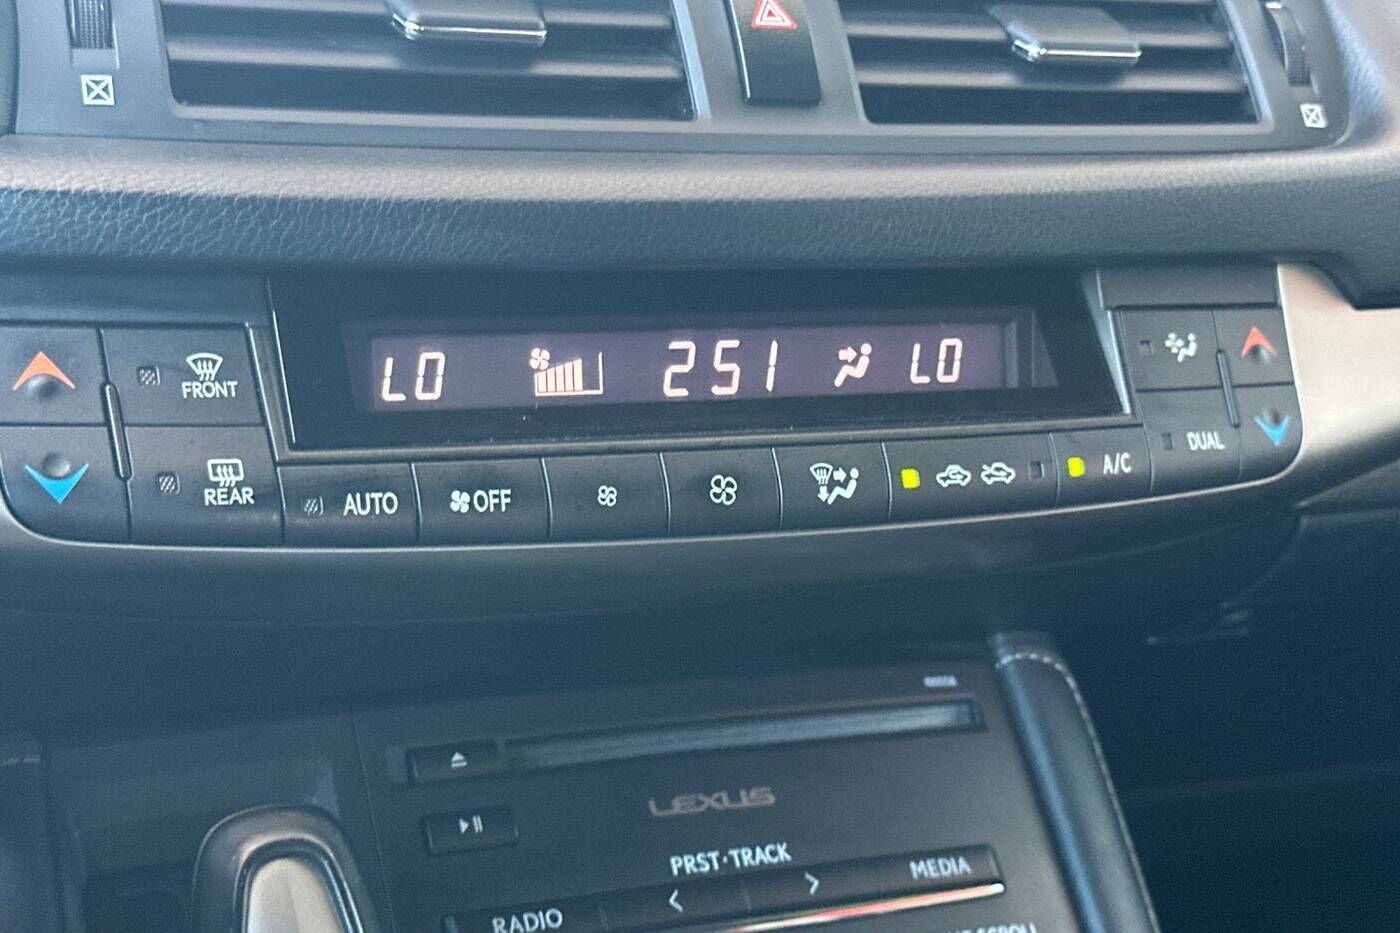 LO 251 LO
FRONT
REAR
AUTO
OFF
A/C
DUAL
LEXUS
PRST·TRACK
RADIO < > MEDIA